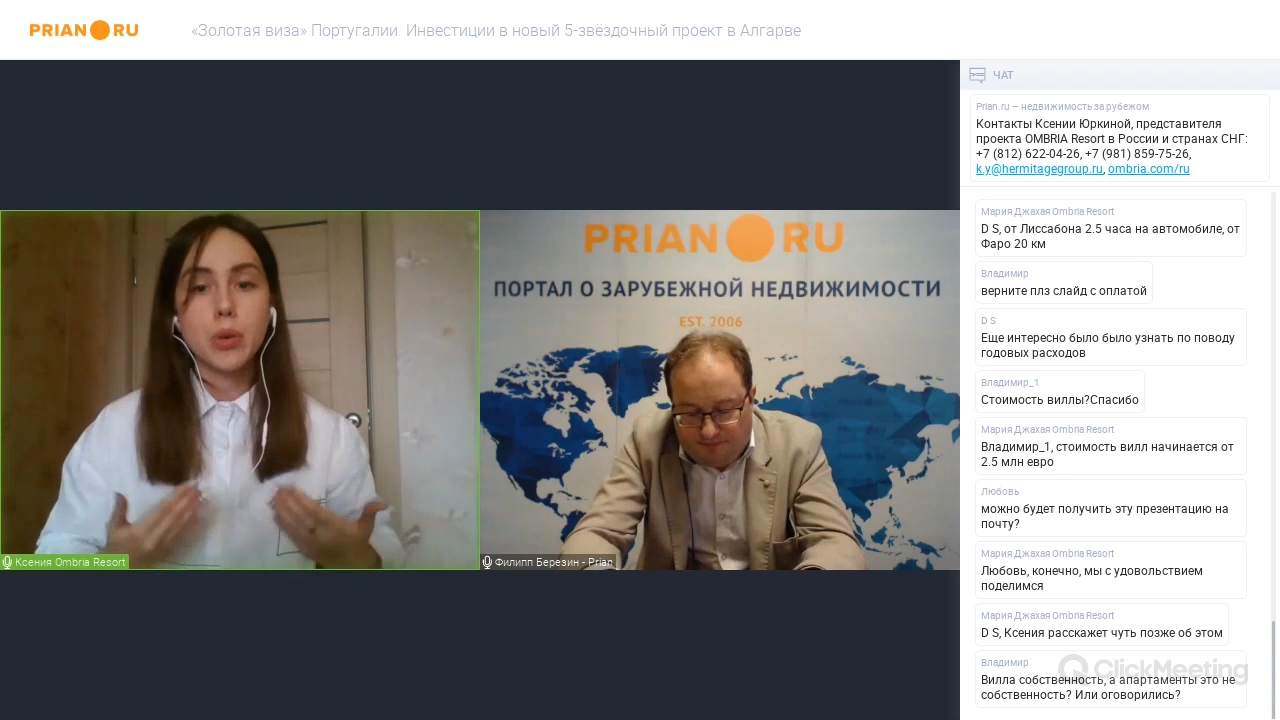 PRIAN RU
«Золотая виза» Португалии. Инвестиции в новый 5-звёздочный проект в Алгарве
ЧАТ
Prian.ru – недвижимость за рубежом
Контакты Ксении Юркиной, представителя
проекта OMBRIA Resort в России и странах СНГ:
+7 (812) 622-04-26, +7 (981) 859-75-26,
k.y@hermitagegroup.ru, ombria.com/ru
PRIAN RU
ПОРТАЛ О ЗАРУБЕЖНОЙ НЕДВИЖИМОСТИ
EST. 2006
Ксения Ombria Resort
Филипп Березин - Prian
Мария Джахая Ombria Resort
D S, от Лиссабона 2.5 часа на автомобиле, от
Фаро 20 км
Владимир
верните плз слайд с оплатой
D S
Еще интересно было было узнать по поводу
годовых расходов
Владимир_1
Стоимость виллы?Спасибо
Мария Джахая Ombria Resort
Владимир_1, стоимость вилл начинается от
2.5 млн евро
Любовь
можно будет получить эту презентацию на
почту?
Мария Джахая Ombria Resort
Любовь, конечно, мы с удовольствием
поделимся
Мария Джахая Ombria Resort
D S, Ксения расскажет чуть позже об этом
Владимир
Вилла собственность, а апартаменты это не
собственность? Или оговорились?
ClickMeeting